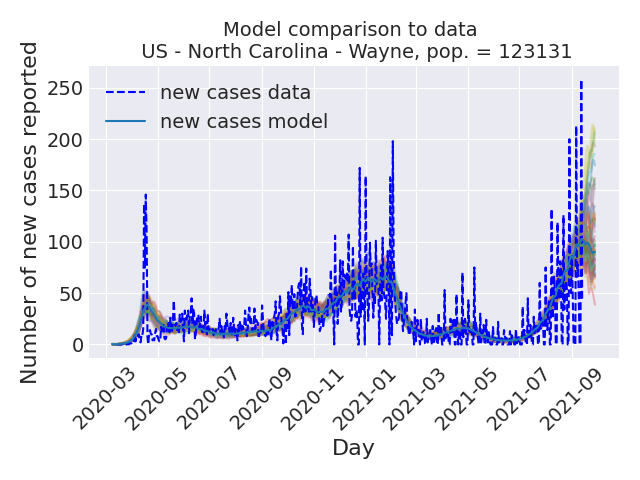 Model comparison to data
US - North Carolina - Wayne, pop. = 123131
Number of new cases reported
250
200
150
100
50
0
new cases data
new cases model
2020-03
2020-05
2020-07
2020-09
2020-11
2021-01
2021-03
2021-05
2021-07
2021-09
Day